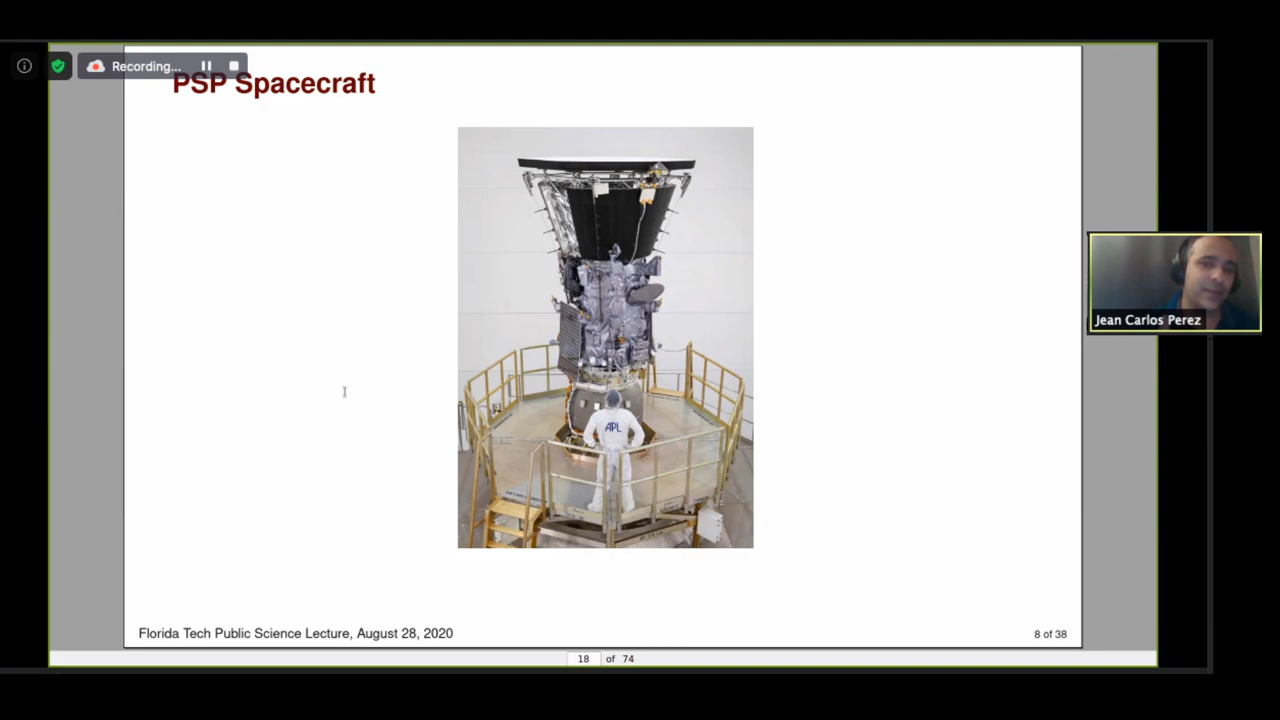 Recording...
PSP Spacecraft
APL
Jean Carlos Perez
Florida Tech Public Science Lecture, August 28, 2020
8 of 38
18 of 74